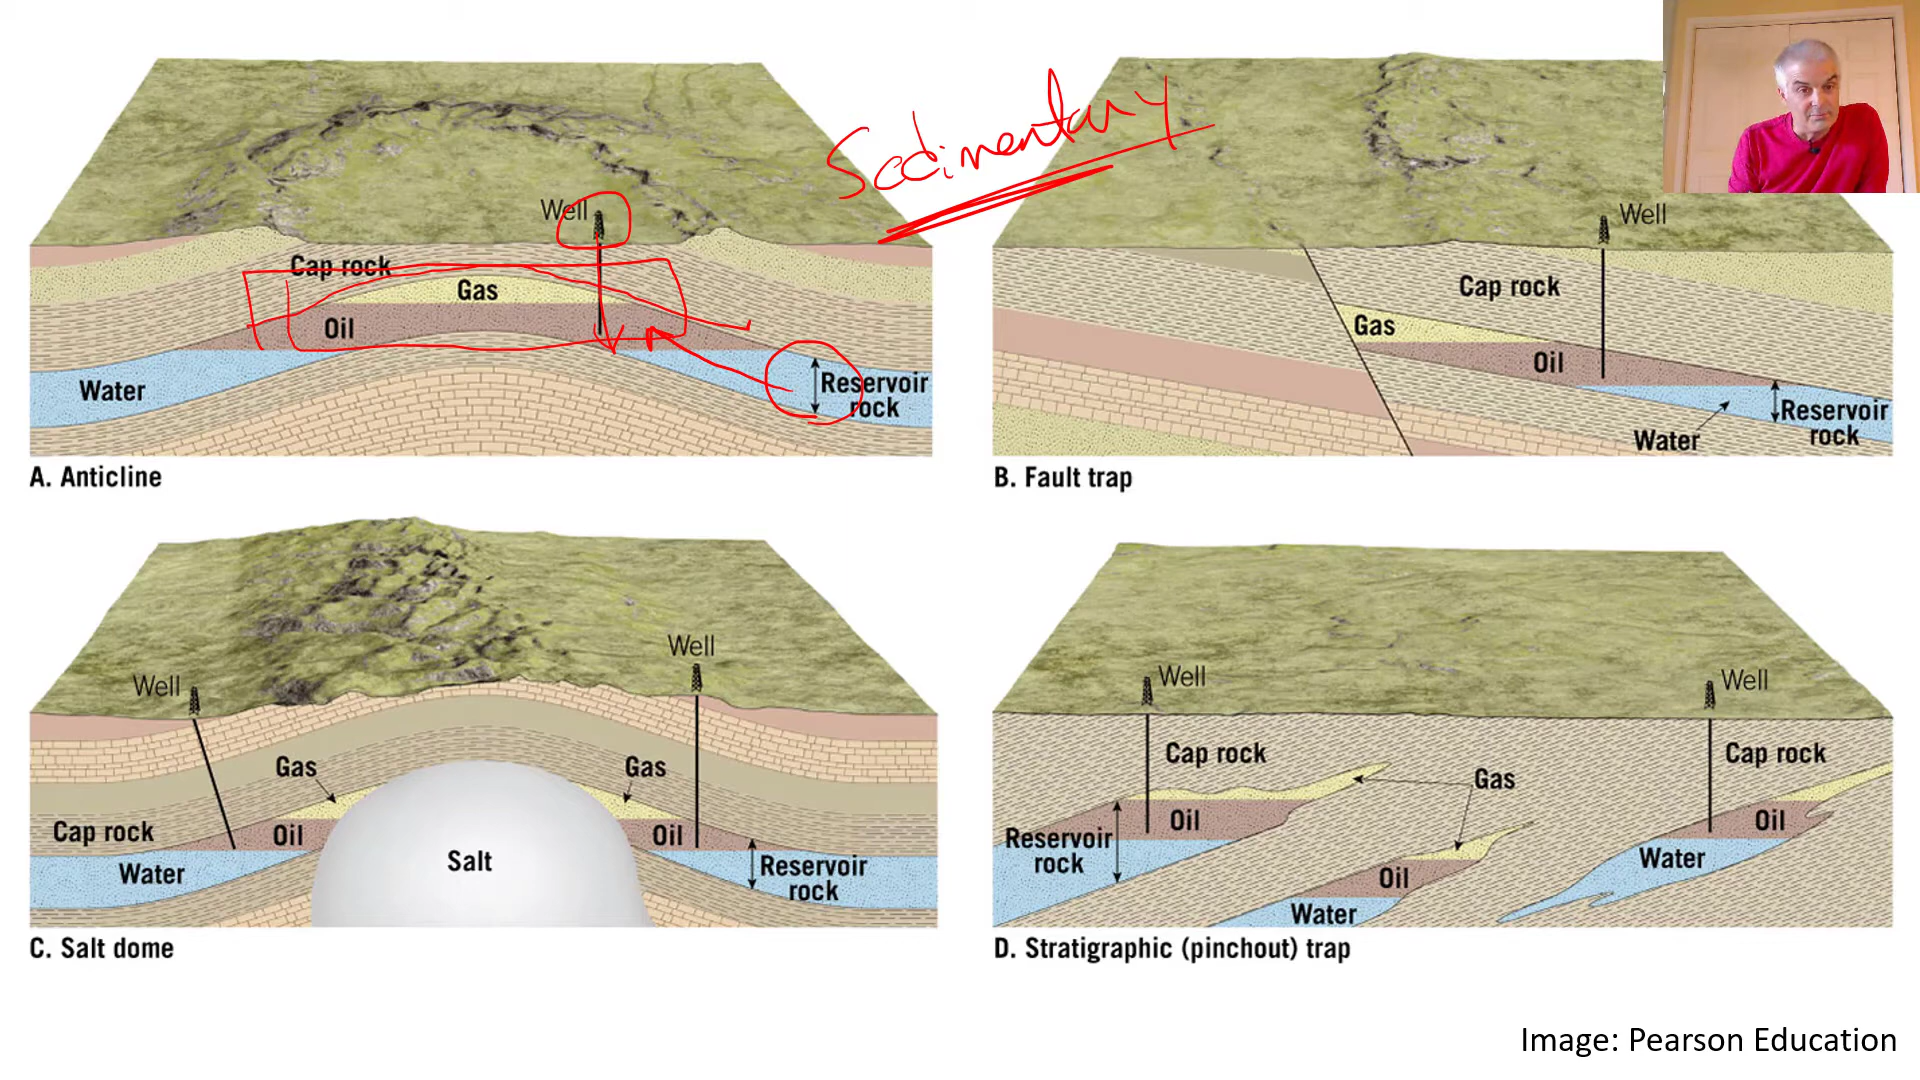 Sedimentary
Well
Cap rock
Gas
Oil
Water
Reservoir
rock
A. Anticline
Well
Cap rock
Gas
Oil
Reservoir
rock
Water
B. Fault trap
Well
Well
Gas
Gas
Cap rock
Oil
Oil
Salt
Water
Reservoir
rock
C. Salt dome
Well
Well
Cap rock
Cap rock
Gas
Oil
Oil
Reservoir
rock
Water
Oil
Water
D. Stratigraphic (pinchout) trap
Image: Pearson Education